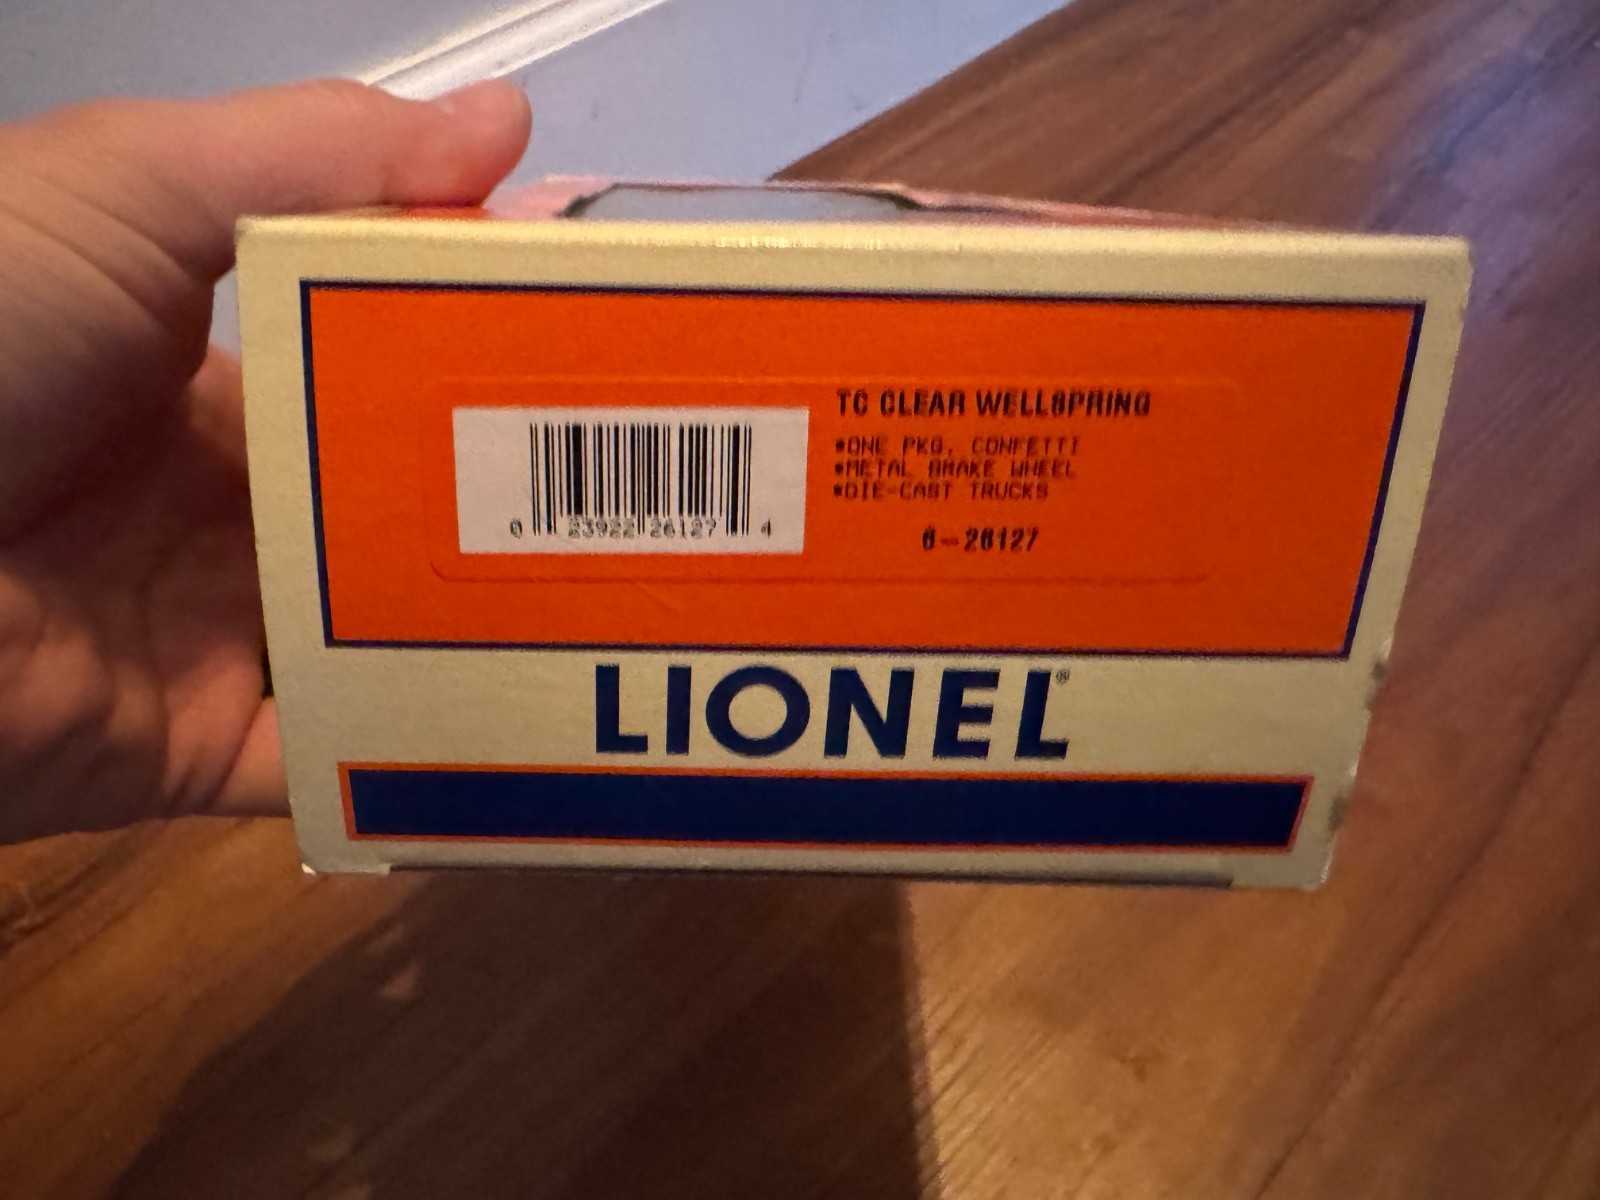 TC CLEAR WELLSPRING
*ONE PKG. CONFETTI
*METAL BRAKE WHEEL
*DIE-CAST TRUCKS
6-26127
0 23922 26127 4
LIONEL®